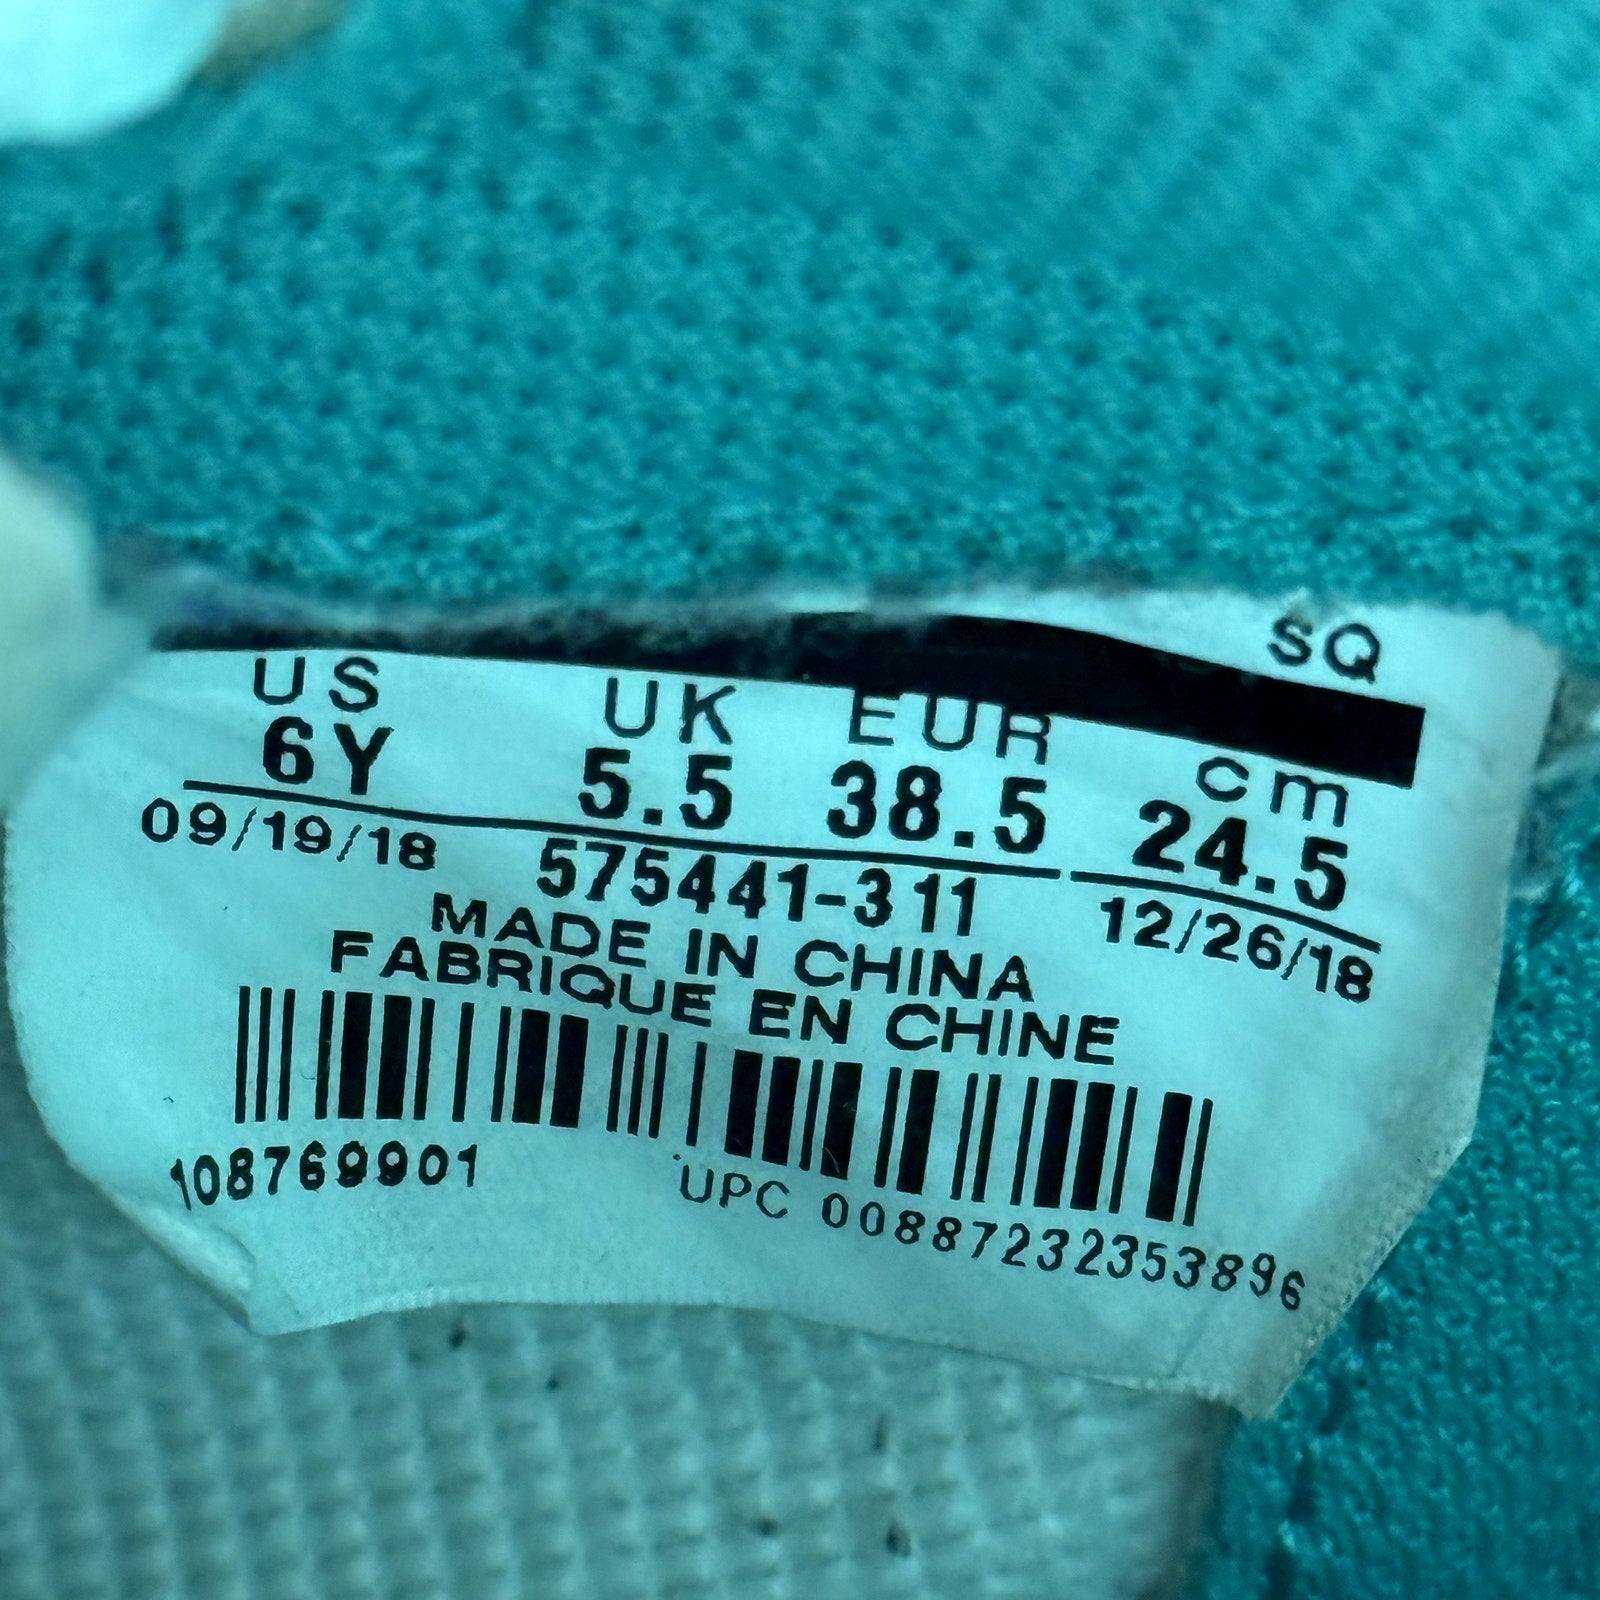 SQ
US UK EUR cm
6Y 5.5 38.5 24.5
09/19/18 575441-311 12/26/18
MADE IN CHINA
FABRIQUE EN CHINE
108769901 UPC 00887232353896